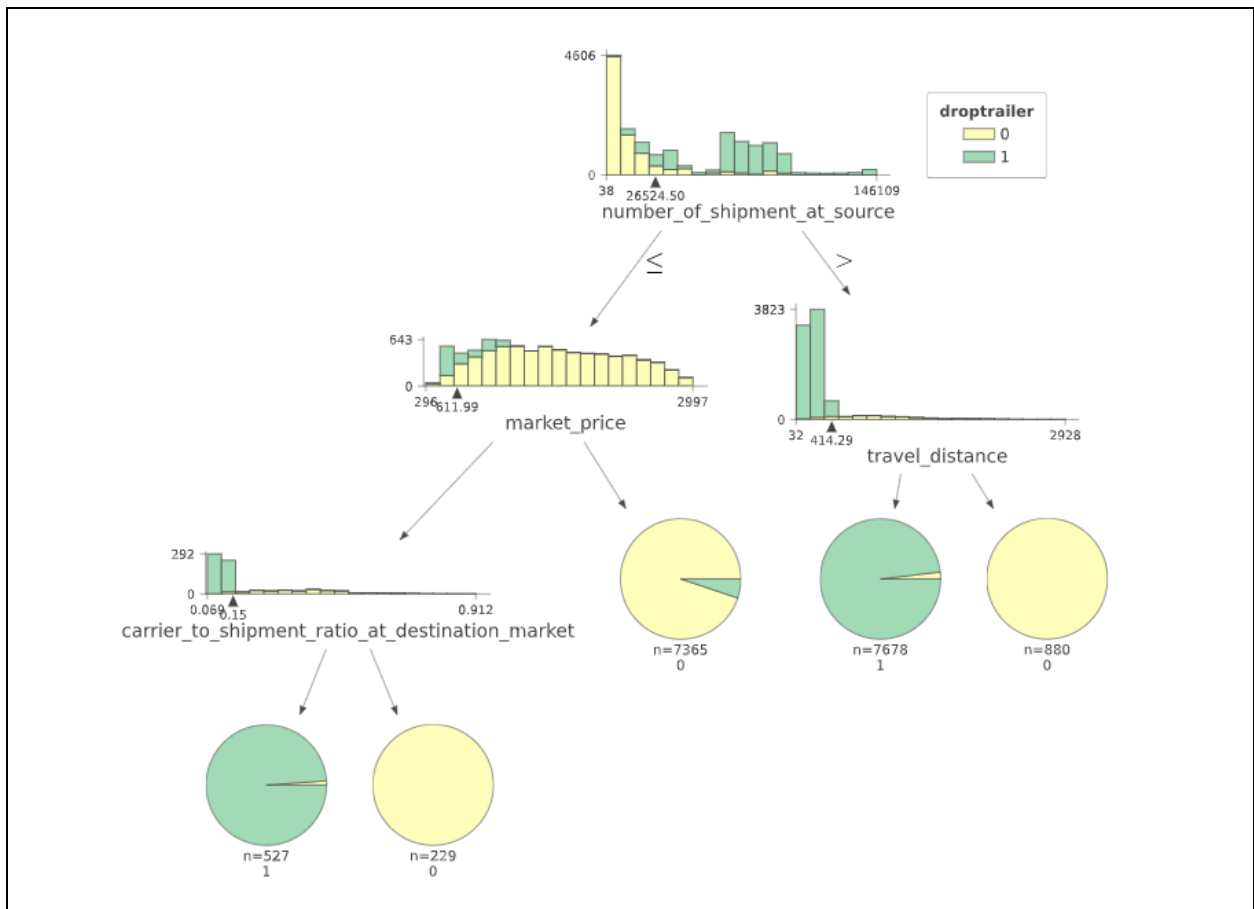 4606
0
38
26524.50
146109
number_of_shipment_at_source
droptrailer
0
1
≤
>
643
0
296
611.99
2997
market_price
3823
0
32
414.29
2928
travel_distance
292
0
0.069
0.15
0.912
carrier_to_shipment_ratio_at_destination_market
n=7365
0
n=7678
1
n=880
0
n=527
1
n=229
0